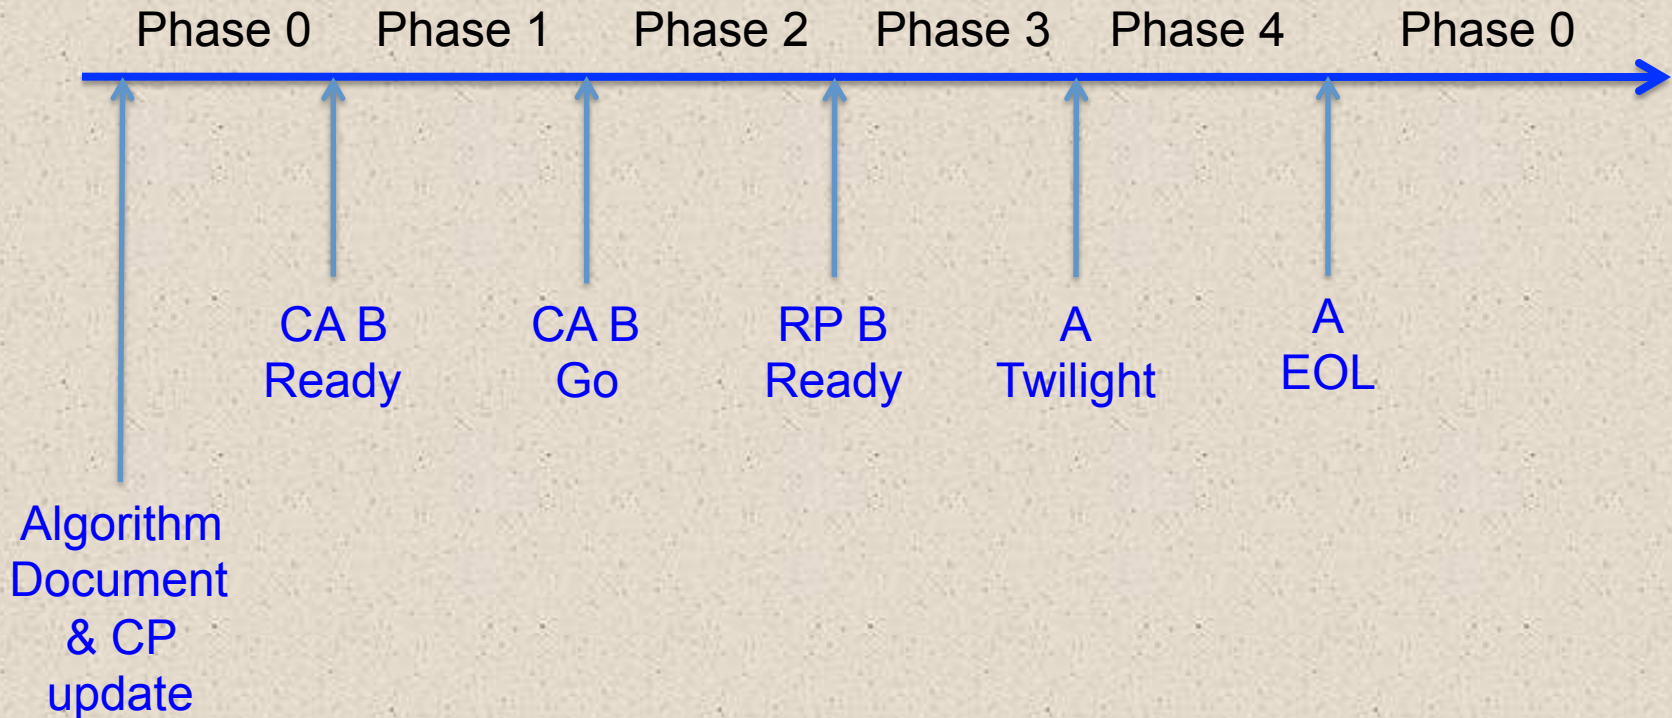 Phase 0 Phase 1 Phase 2 Phase 3 Phase 4 Phase 0
CA B
Ready
CA B
Go
RP B
Ready
A
Twilight
A
EOL
Algorithm
Document
& CP
update